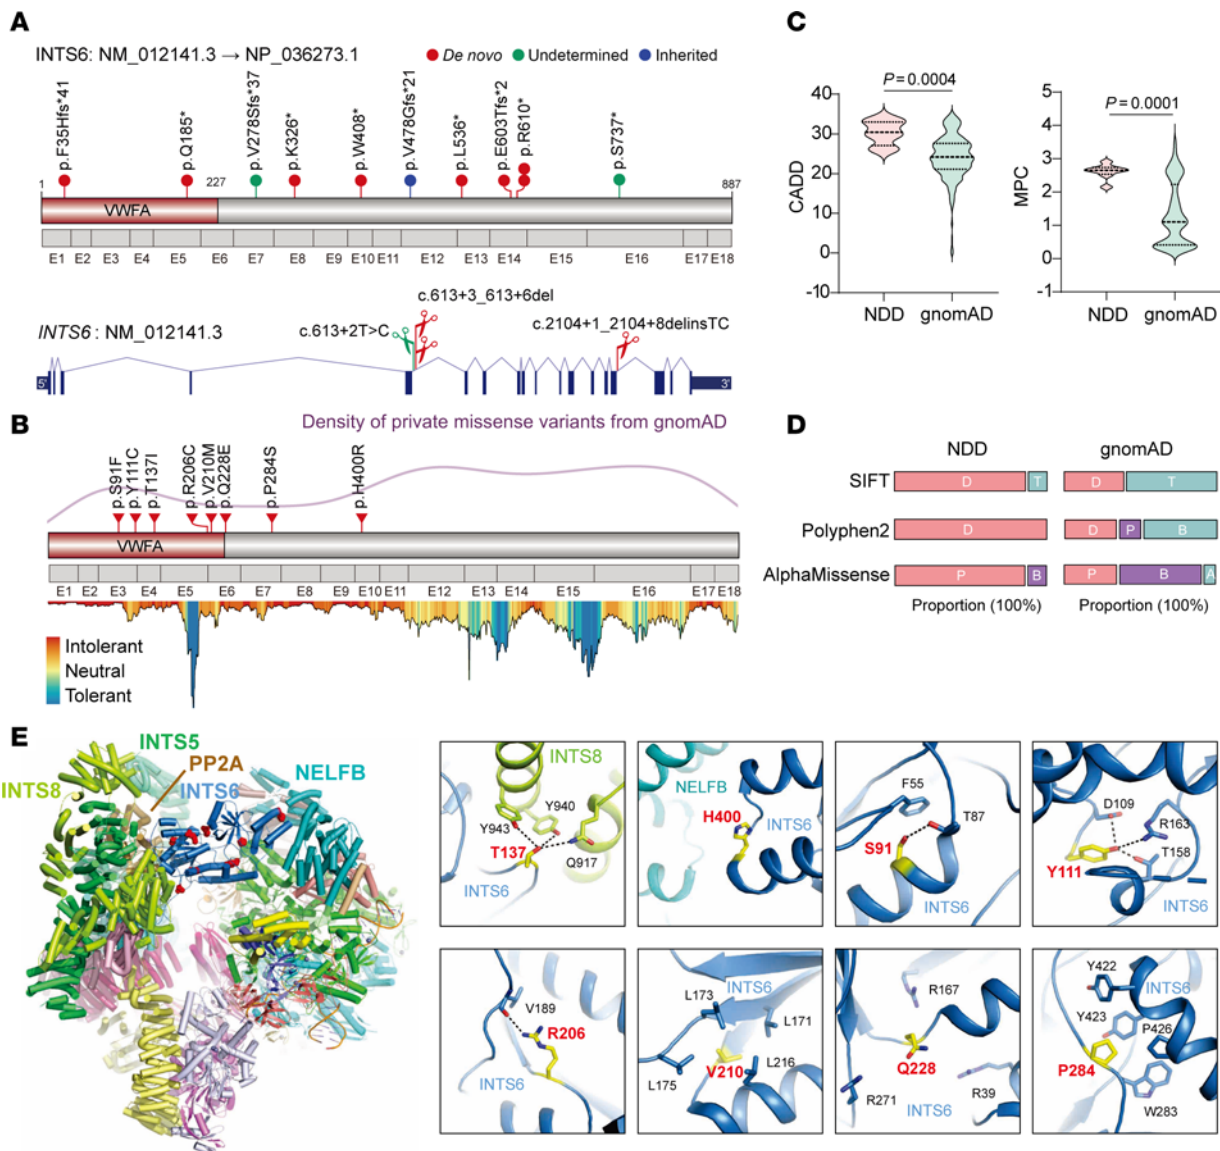 A
INTS6: NM_012141.3 → NP_036273.1
De novo
Undetermined
Inherited
p.F35Hfs*41
p.Q185*
p.V278Sfs*37
p.K326*
p.W408*
p.V478Gfs*21
p.L536*
p.E603Tfs*2
p.R610*
p.S737*
1
227
887
VWFA
E1 E2 E3 E4 E5 E6 E7 E8 E9 E10 E11 E12 E13 E14 E15 E16 E17 E18
c.613+3_613+6del
c.613+2T>C
c.2104+1_2104+8delinsTC
INTS6: NM_012141.3
5'
3'
B
Density of private missense variants from gnomAD
p.S91F
p.Y111C
p.T137I
p.R206C
p.V210M
p.Q228E
p.P284S
p.H400R
VWFA
E1 E2 E3 E4 E5 E6 E7 E8 E9 E10 E11 E12 E13 E14 E15 E16 E17 E18
Intolerant
Neutral
Tolerant
C
P = 0.0004
CADD
40
30
20
10
0
-10
NDD gnomAD
P = 0.0001
MPC
5
4
3
2
1
0
-1
NDD gnomAD
D
NDD gnomAD
SIFT D T D T
Polyphen2 D D P B
AlphaMissense P B P B A
Proportion (100%) Proportion (100%)
E
INTS5
PP2A
INTS8
INTS6
NELFB
INTS8
Y940
Y943
T137
Q917
INTS6
NELFB
H400
INTS6
F55
T87
S91
INTS6
D109
R163
T158
Y111
INTS6
V189
R206
INTS6
INTS6
L173
L171
V210
L216
L175
R167
Q228
R271
R39
INTS6
Y422
INTS6
Y423
P426
P284
W283